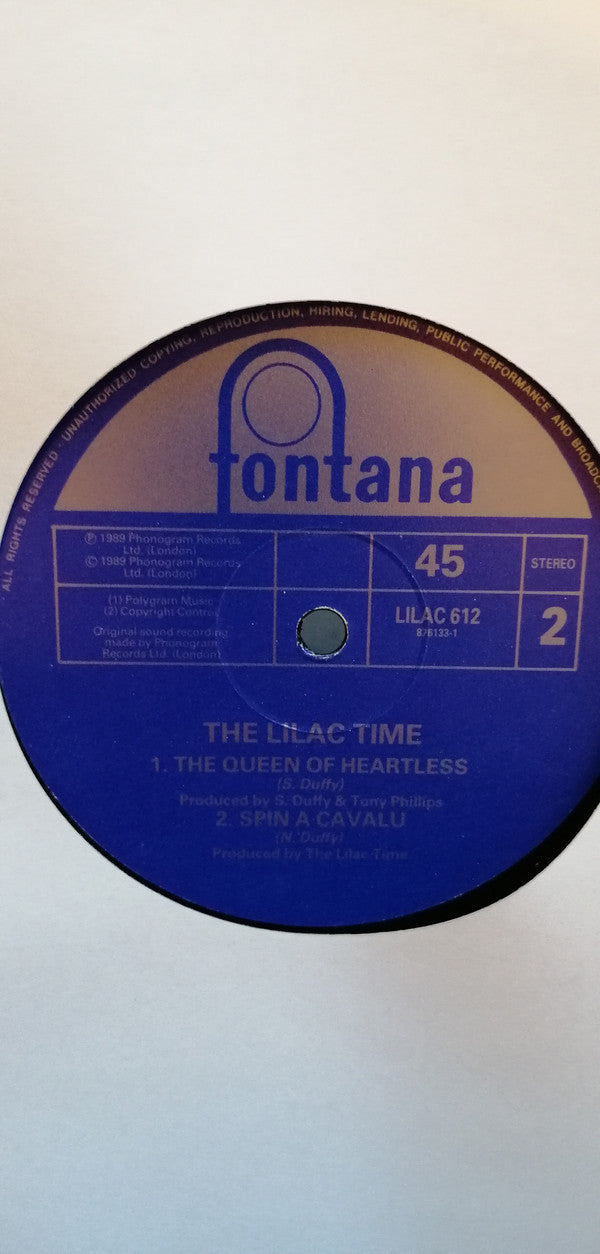 ALL RIGHTS RESERVED · UNAUTHORIZED COPYING, REPRODUCTION, HIRING, LENDING, PUBLIC PERFORMANCE AND
fontana
℗ 1989 Phonogram Records
Ltd. (London)
© 1989 Phonogram Records
Ltd. (London)
45
STEREO
(1) Polygram Music
(2) Copyright Control
Original sound recording
made by Phonogram
Records Ltd. (London)
LILAC 612
876133-1
2
THE LILAC TIME
1. THE QUEEN OF HEARTLESS
(S. Duffy)
Produced by S. Duffy & Tony Phillips
2. SPIN A CAVALU
(N. Duffy)
Produced by The Lilac Time